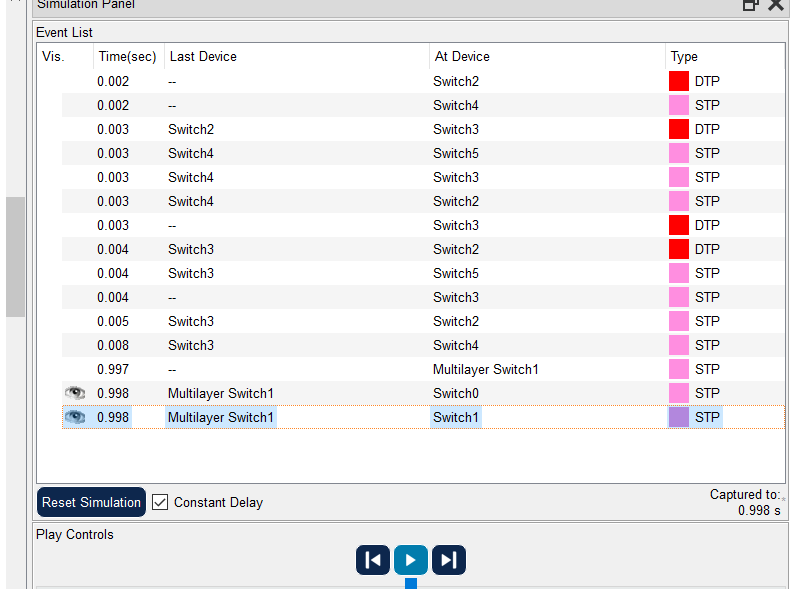 Simulation Panel
Event List
Vis. Time(sec) Last Device At Device Type
0.002 -- Switch2 DTP
0.002 -- Switch4 STP
0.003 Switch2 Switch3 DTP
0.003 Switch4 Switch5 STP
0.003 Switch4 Switch3 STP
0.003 Switch4 Switch2 STP
0.003 -- Switch3 DTP
0.004 Switch3 Switch2 DTP
0.004 Switch3 Switch5 STP
0.004 -- Switch3 STP
0.005 Switch3 Switch2 STP
0.008 Switch3 Switch4 STP
0.997 -- Multilayer Switch1 STP
0.998 Multilayer Switch1 Switch0 STP
0.998 Multilayer Switch1 Switch1 STP
Reset Simulation Constant Delay Captured to:*
0.998 s
Play Controls